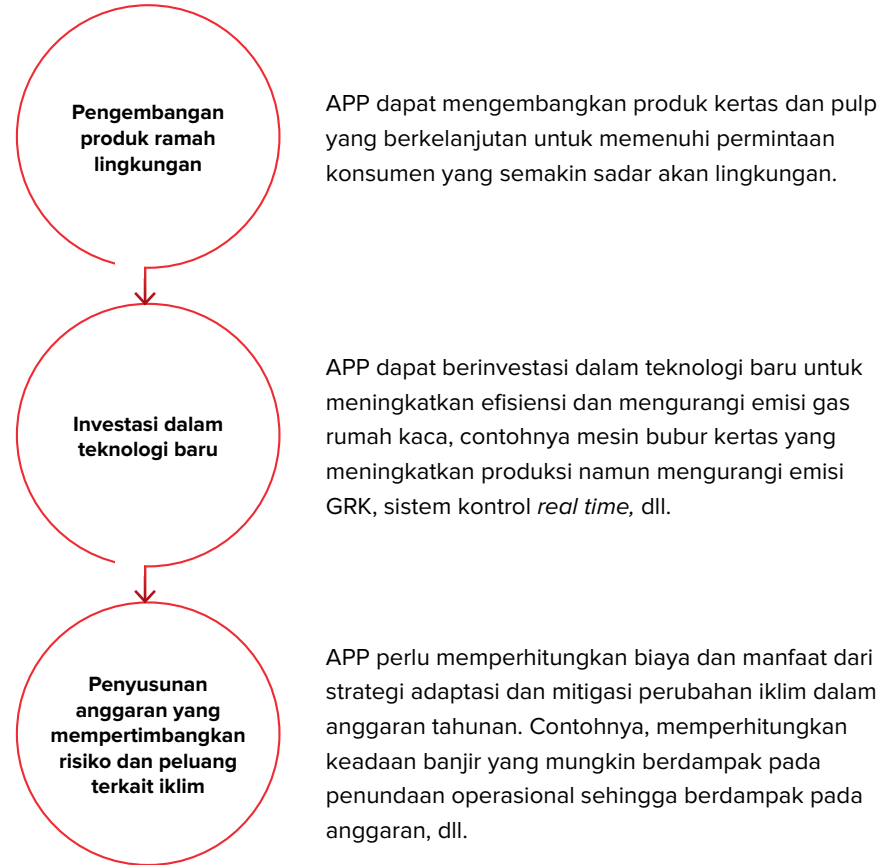 Pengembangan
produk ramah
lingkungan
APP dapat mengembangkan produk kertas dan pulp
yang berkelanjutan untuk memenuhi permintaan
konsumen yang semakin sadar akan lingkungan.
Investasi dalam
teknologi baru
APP dapat berinvestasi dalam teknologi baru untuk
meningkatkan efisiensi dan mengurangi emisi gas
rumah kaca, contohnya mesin bubur kertas yang
meningkatkan produksi namun mengurangi emisi
GRK, sistem kontrol real time, dll.
Penyusunan
anggaran yang
mempertimbangkan
risiko dan peluang
terkait iklim
APP perlu memperhitungkan biaya dan manfaat dari
strategi adaptasi dan mitigasi perubahan iklim dalam
anggaran tahunan. Contohnya, memperhitungkan
keadaan banjir yang mungkin berdampak pada
penundaan operasional sehingga berdampak pada
anggaran, dll.